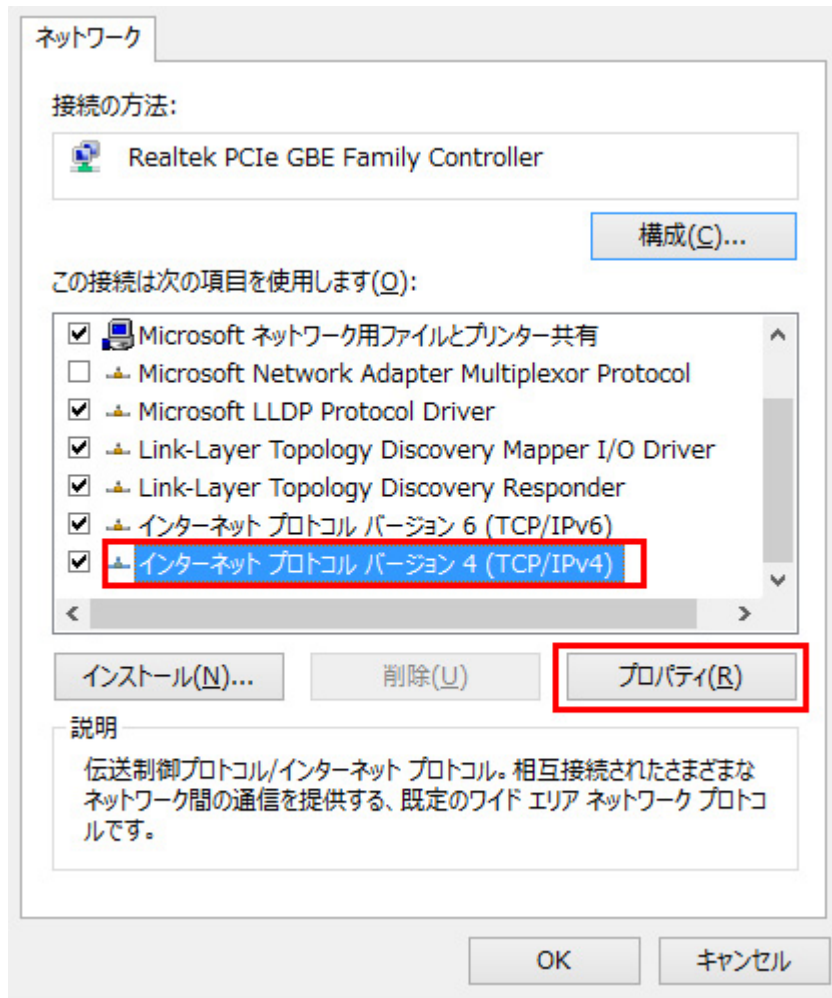 ネットワーク
接続の方法:
Realtek PCIe GBE Family Controller
構成(C)...
この接続は次の項目を使用します(O):
Microsoft ネットワーク用ファイルとプリンター共有
Microsoft Network Adapter Multiplexor Protocol
Microsoft LLDP Protocol Driver
Link-Layer Topology Discovery Mapper I/O Driver
Link-Layer Topology Discovery Responder
インターネット プロトコル バージョン 6 (TCP/IPv6)
インターネット プロトコル バージョン 4 (TCP/IPv4)
インストール(N)... 削除(U) プロパティ(R)
説明
伝送制御プロトコル/インターネット プロトコル。相互接続されたさまざまな
ネットワーク間の通信を提供する、既定のワイド エリア ネットワーク プロトコ
ルです。
OK キャンセル